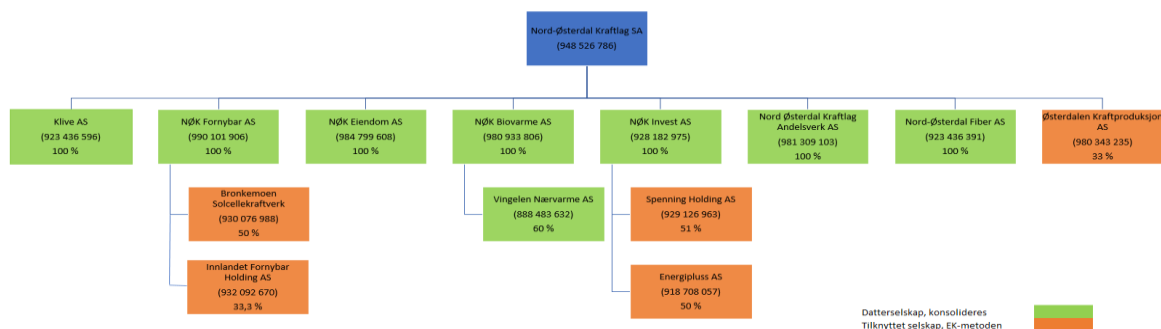 Nord-Østerdal Kraftlag SA
(948 526 786)
Klive AS
(923 436 596)
100 %
NØK Fornybar AS
(990 101 906)
100 %
NØK Eiendom AS
(984 799 608)
100 %
NØK Biovarme AS
(980 933 806)
100 %
NØK Invest AS
(928 182 975)
100 %
Nord Østerdal Kraftlag
Andelsverk AS
(981 309 103)
100 %
Nord-Østerdal Fiber AS
(923 436 391)
100 %
Østerdalen Kraftproduksjon
AS
(980 343 235)
33 %
Bronkemoen
Solcellekraftverk
(930 076 988)
50 %
Vingelen Nærvarme AS
(888 483 632)
60 %
Spenning Holding AS
(929 126 963)
51 %
Innlandet Fornybar
Holding AS
(932 092 670)
33,3 %
Energipluss AS
(918 708 057)
50 %
Datterselskap, konsolideres
Tilknyttet selskap, EK-metoden